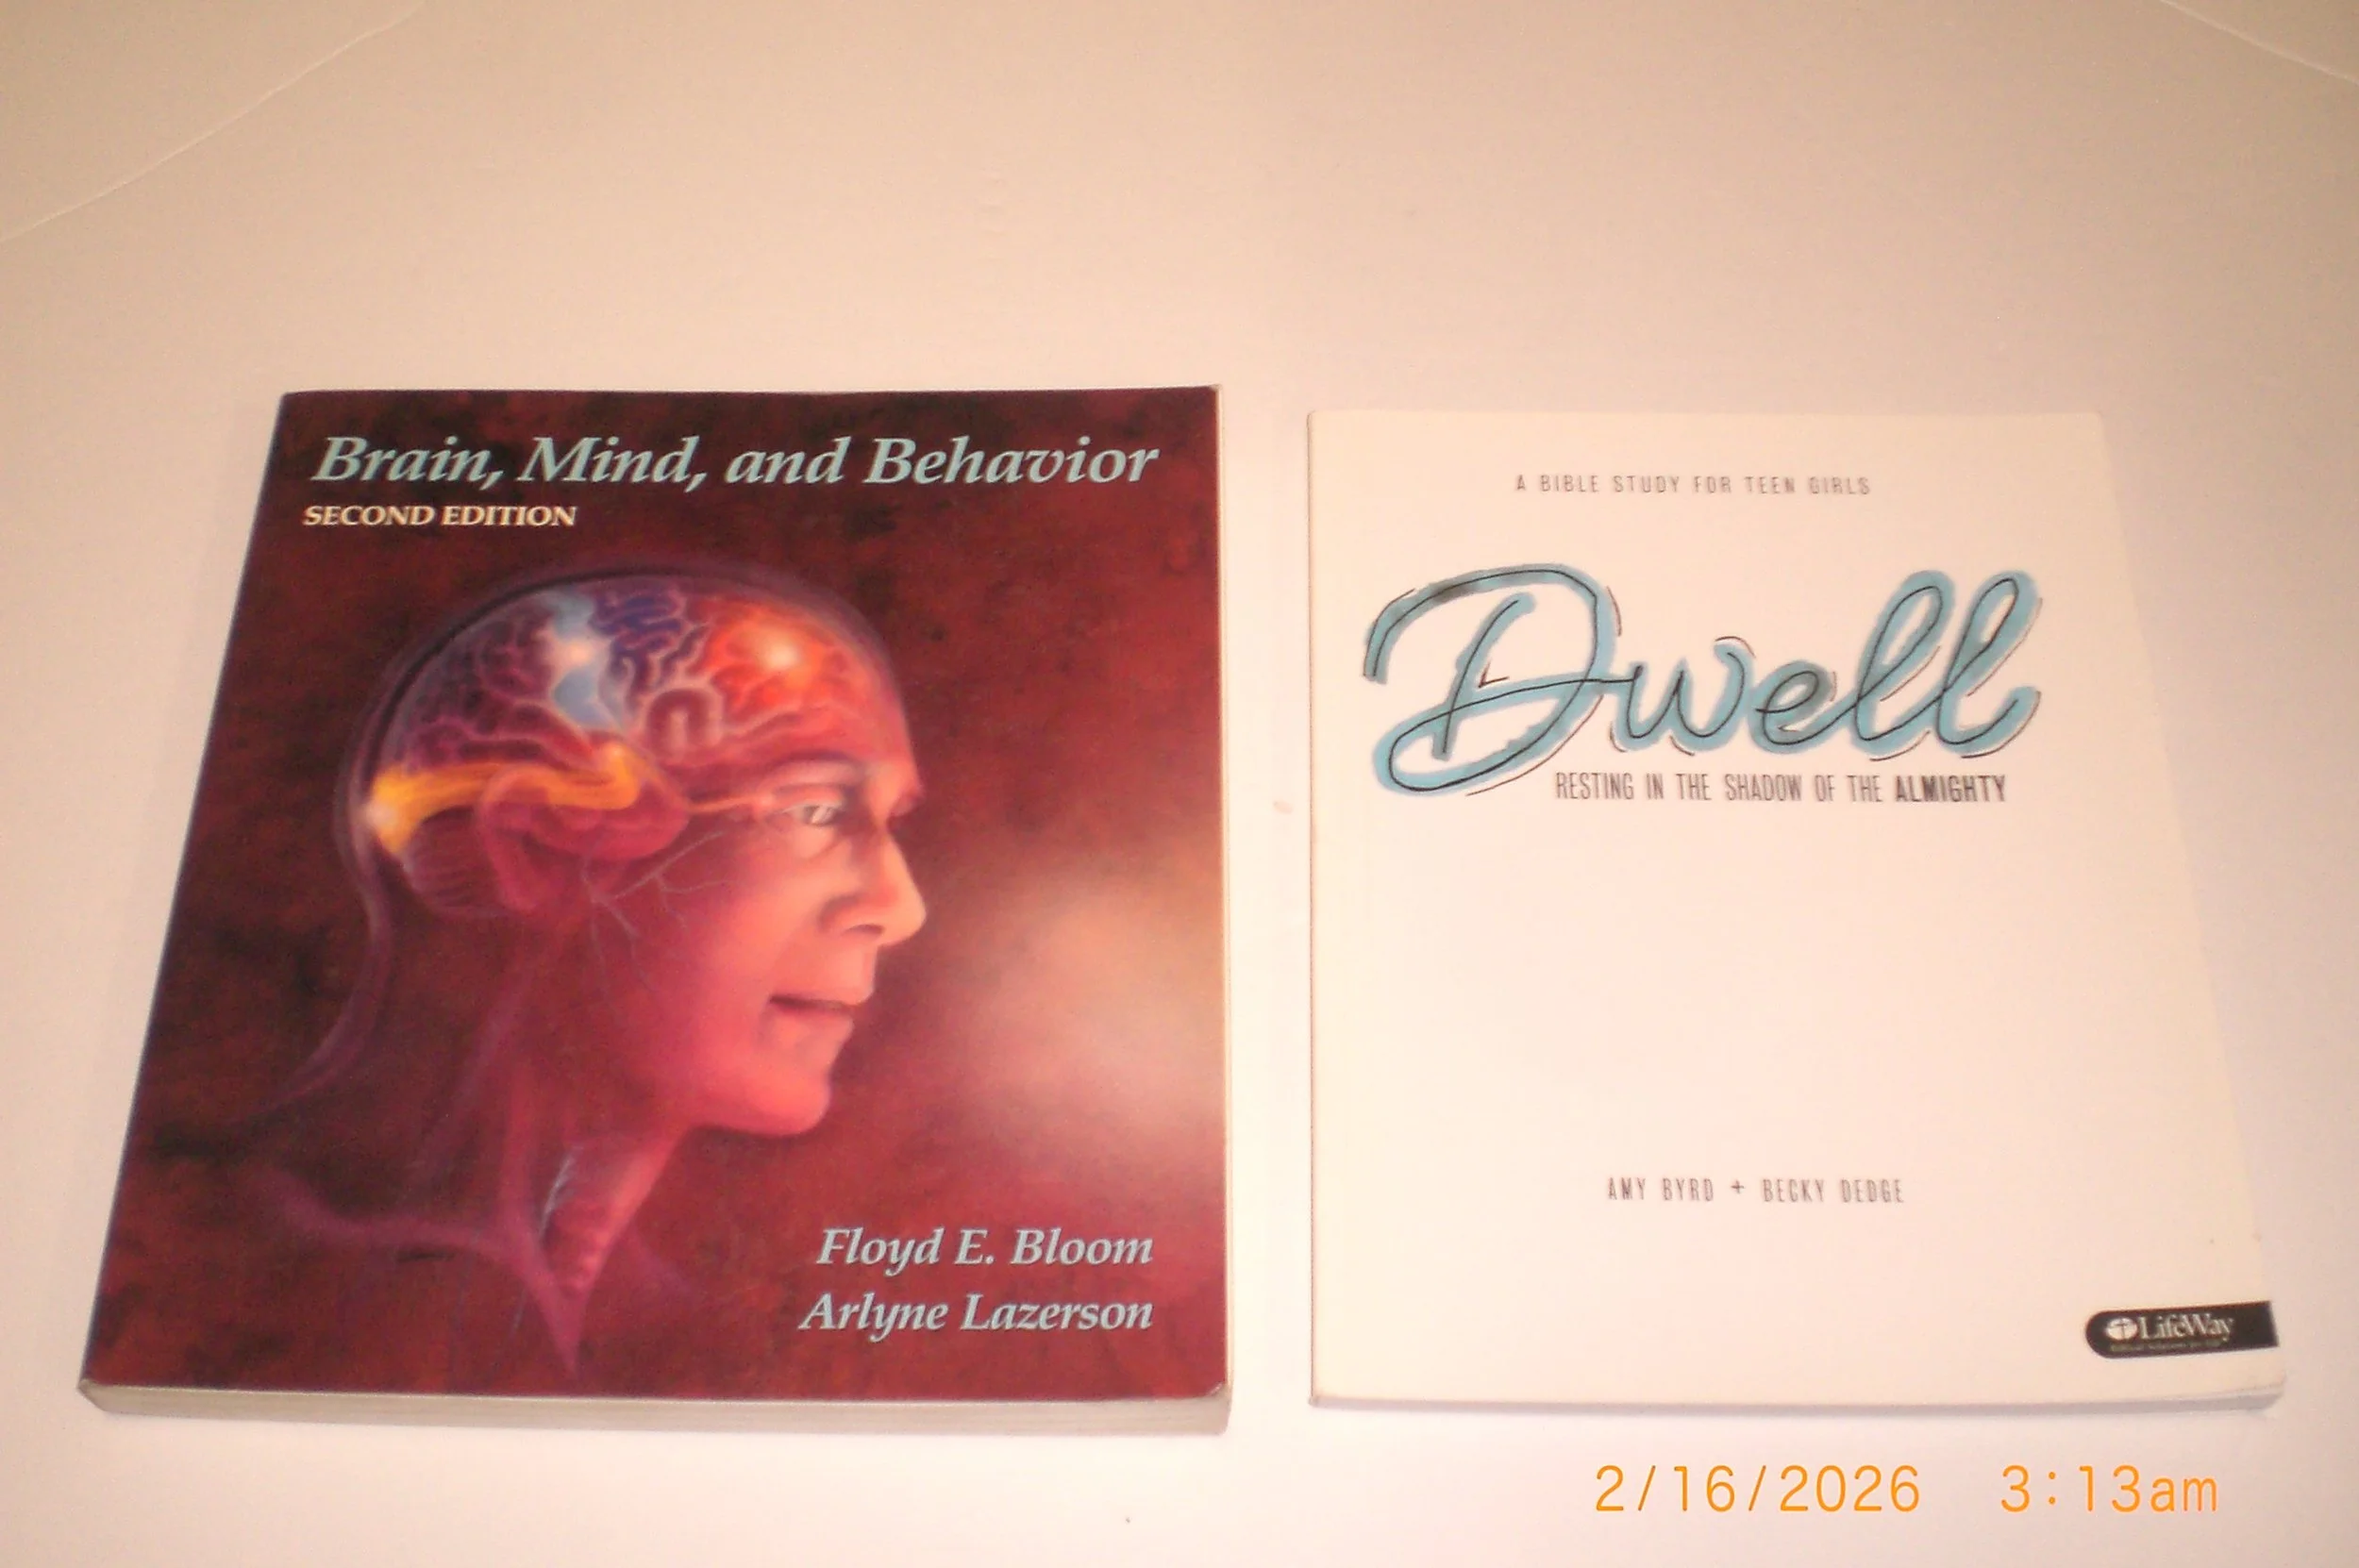 Brain, Mind, and Behavior
SECOND EDITION
Floyd E. Bloom
Arlyne Lazerson
A BIBLE STUDY FOR TEEN GIRLS
Dwell
RESTING IN THE SHADOW OF THE ALMIGHTY
AMY BYRD + BECKY DEDGE
LifeWay
2/16/2026 3:13am